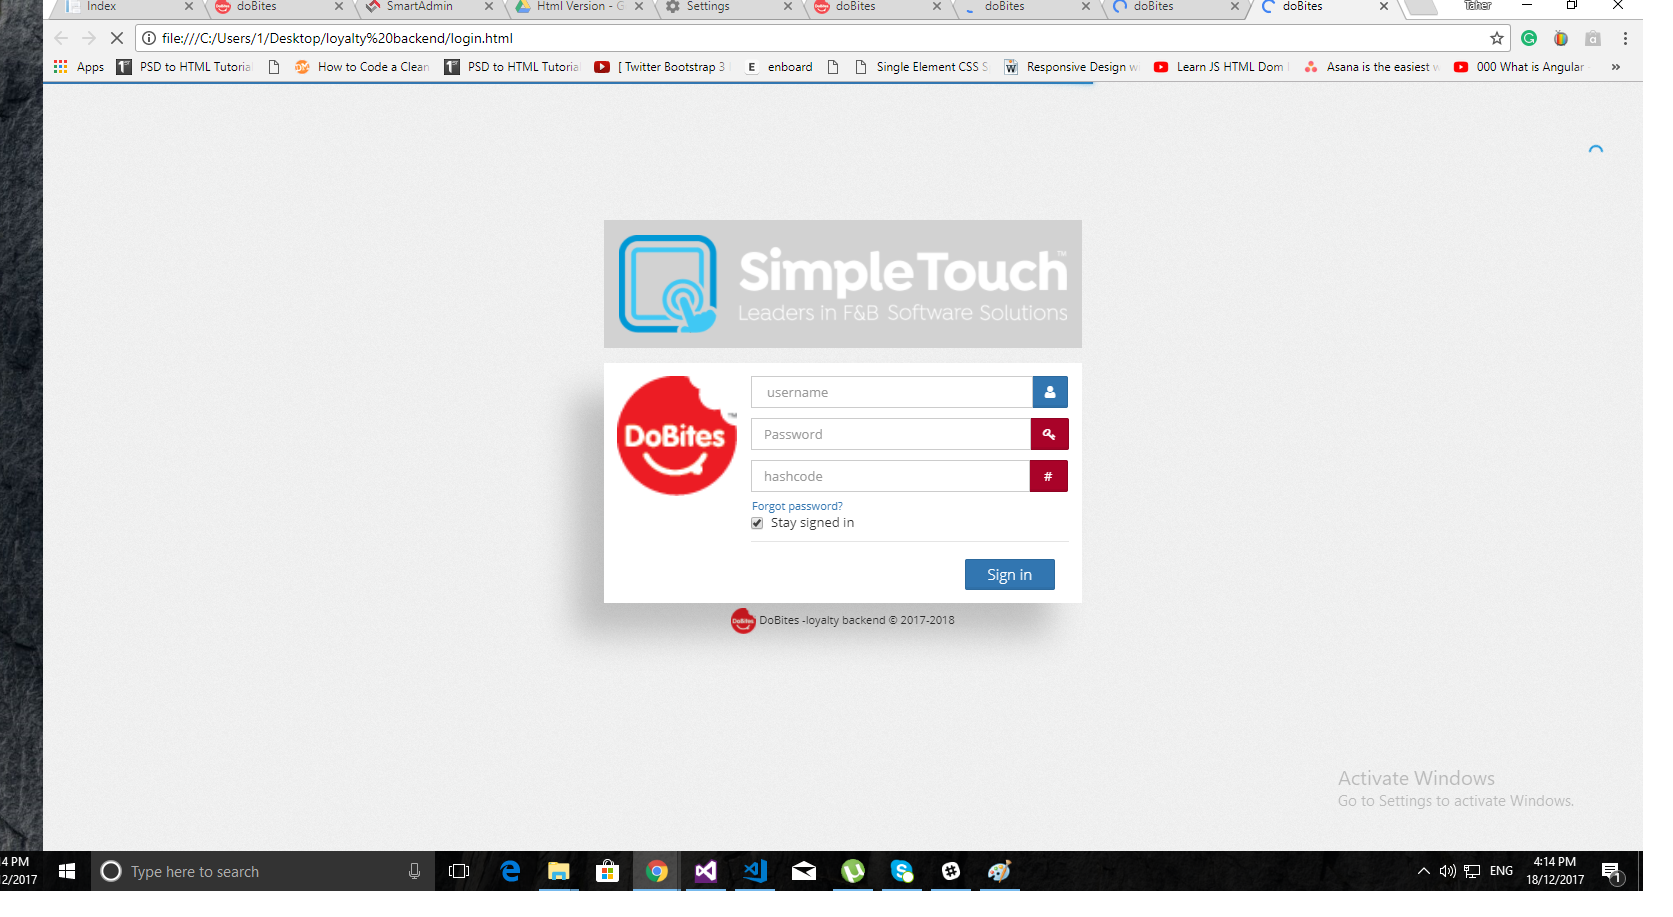 Index
doBites
SmartAdmin
Html Version - G
Settings
doBites
doBites
doBites
doBites
Taher
file:///C:/Users/1/Desktop/loyalty%20backend/login.html
Apps
PSD to HTML Tutoria
How to Code a Clean
PSD to HTML Tutoria
[ Twitter Bootstrap 3
E enboard
Single Element CSS S
W Responsive Design w
Learn JS HTML Dom
Asana is the easiest w
000 What is Angular
»
SimpleTouch™
Leaders in F&B Software Solutions
DoBites™
username
Password
hashcode
#
Forgot password?
Stay signed in
Sign in
DoBites DoBites -loyalty backend © 2017-2018
Activate Windows
Go to Settings to activate Windows.
14 PM
12/2017
Type here to search
ENG
4:14 PM
18/12/2017
1